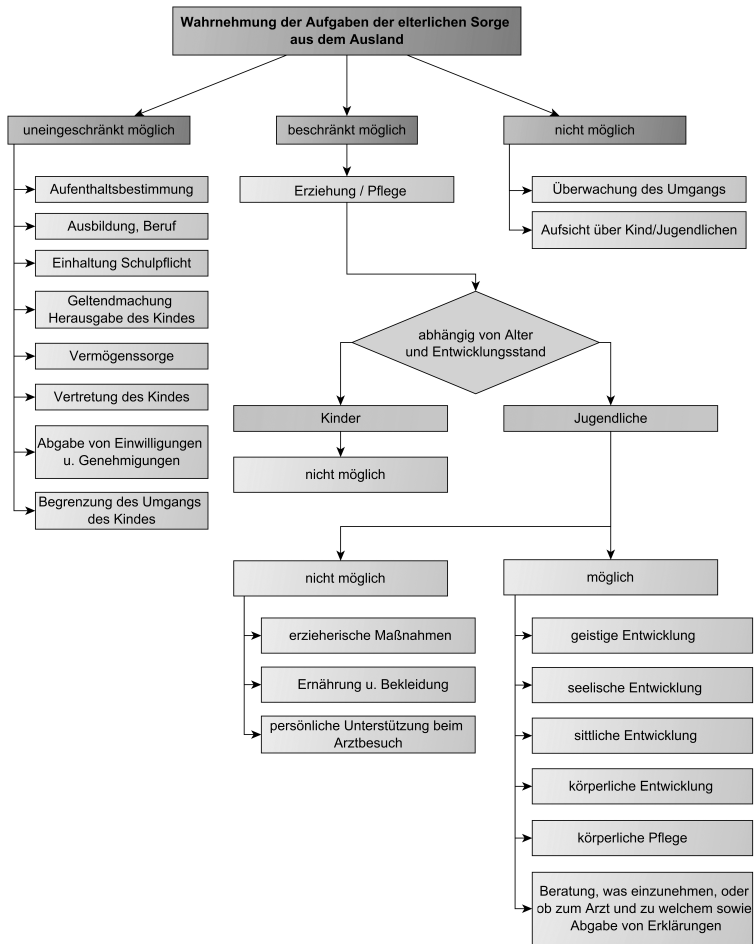 Wahrnehmung der Aufgaben der elterlichen Sorge
aus dem Ausland
uneingeschränkt möglich
Aufenthaltsbestimmung
Ausbildung, Beruf
Einhaltung Schulpflicht
Geltendmachung
Herausgabe des Kindes
Vermögenssorge
Vertretung des Kindes
Abgabe von Einwilligungen
u. Genehmigungen
Begrenzung des Umgangs
des Kindes
beschränkt möglich
Erziehung / Pflege
abhängig von Alter
und Entwicklungsstand
Kinder
nicht möglich
Jugendliche
nicht möglich
erzieherische Maßnahmen
Ernährung u. Bekleidung
persönliche Unterstützung beim
Arztbesuch
möglich
geistige Entwicklung
seelische Entwicklung
sittliche Entwicklung
körperliche Entwicklung
körperliche Pflege
Beratung, was einzunehmen, oder
ob zum Arzt und zu welchem sowie
Abgabe von Erklärungen
nicht möglich
Überwachung des Umgangs
Aufsicht über Kind/Jugendlichen